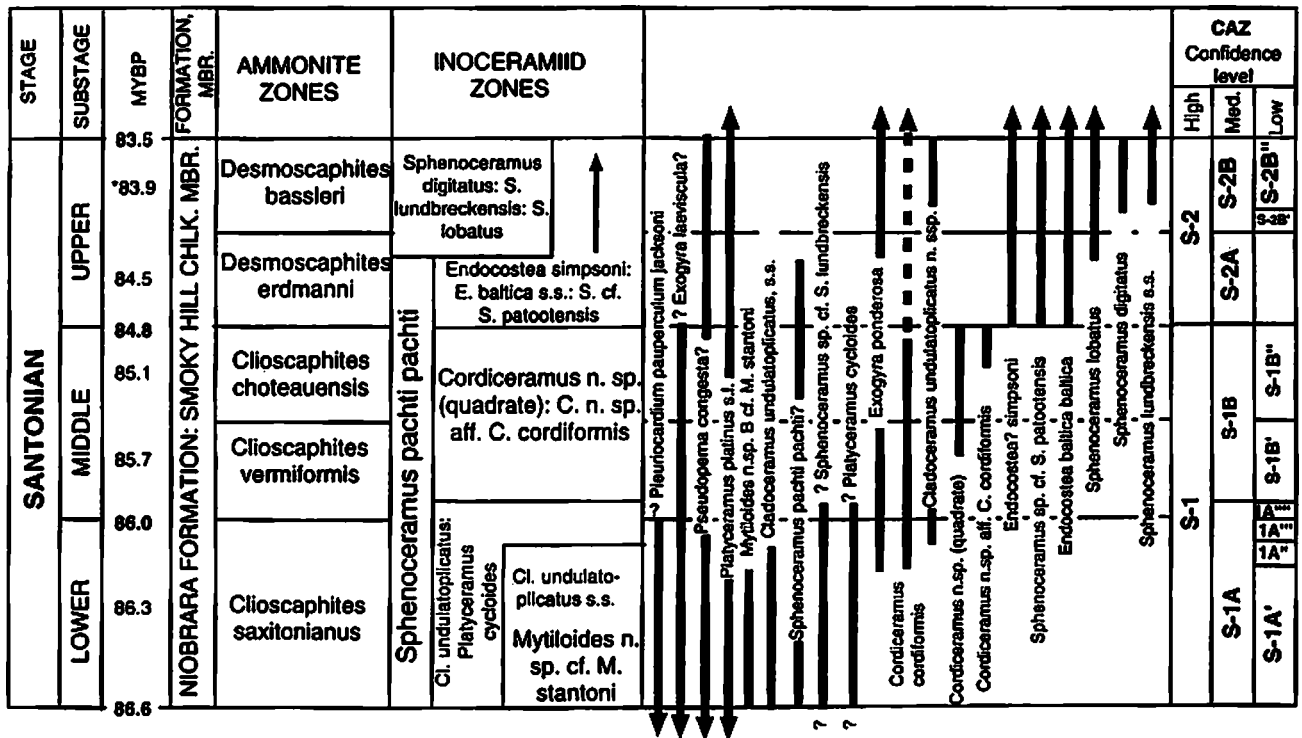 STAGE
SUBSTAGE
MYBP
FORMATION,
MBR.
AMMONITE
ZONES
INOCERAMIID
ZONES
CAZ
Confidence
level
High
Med.
Low
SANTONIAN
UPPER
MIDDLE
LOWER
83.5
*83.9
84.5
84.8
85.1
85.7
86.0
86.3
86.6
NIOBRARA FORMATION: SMOKY HILL CHLK. MBR.
Desmoscaphites
bassleri
Desmoscaphites
erdmanni
Clioscaphites
choteauensis
Clioscaphites
vermiformis
Clioscaphites
saxitonianus
Sphenoceramus pachti pachti
Sphenoceramus
digitatus: S.
lundbreckensis: S.
lobatus
Endocostea simpsoni:
E. baltica s.s.: S. cf.
S. patootensis
Cordiceramus n. sp.
(quadrate): C. n. sp.
aff. C. cordiformis
Cl. undulatoplicatus:
Platyceramus
cycloides
Cl. undulato-
plicatus s.s.
Mytiloides n.
sp. cf. M.
stantoni
? Pleuriocardium pauperculum jacksoni
? Exogyra laeviscula?
Pseudoperna congesta?
Platyceramus platinus s.l.
Mytiloides n.sp. B cf. M. stantoni
Cladoceramus undulatoplicatus, s.s.
Sphenoceramus pachti pachti?
? Sphenoceramus sp. cf. S. lundbreckensis
?
? Platyceramus cycloides
?
Exogyra ponderosa
Cordiceramus
cordiformis
Cladoceramus undulatoplicatus n. ssp.
Cordiceramus n.sp. (quadrate)
Cordiceramus n.sp. aff. C. cordiformis
Endocostea? simpsoni
Sphenoceramus sp. cf. S. patootensis
Endocostea baltica baltica
Sphenoceramus lobatus
Sphenoceramus digitatus
Sphenoceramus lundbreckensis s.s.
S-2
S-1
S-2B
S-2A
S-1B
S-1A
S-2B"
S-2B'
S-1B"
S-1B'
1A""
1A"'
1A"
S-1A'